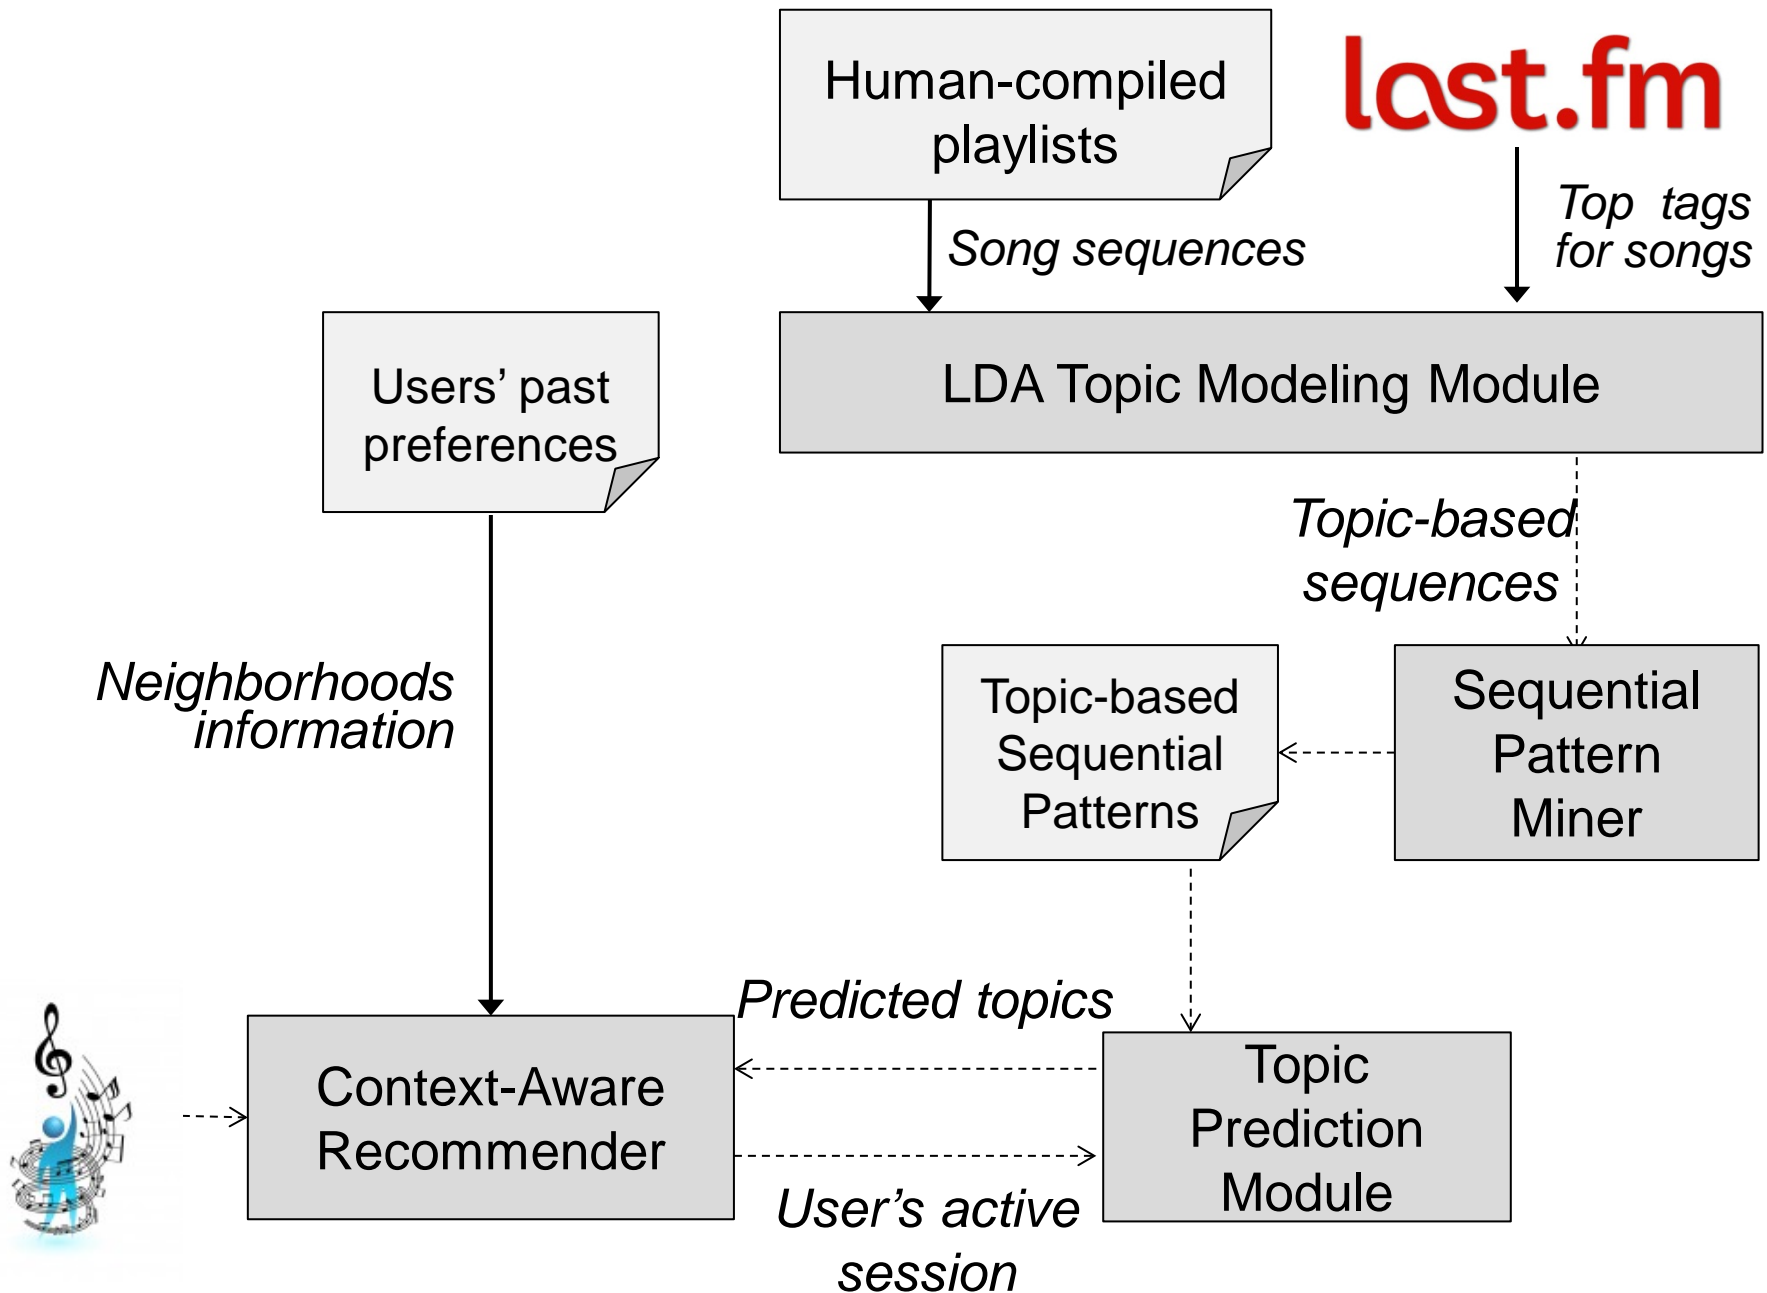 Human-compiled
playlists
last.fm
Top tags
for songs
Song sequences
Users’ past
preferences
LDA Topic Modeling Module
Topic-based
sequences
Neighborhoods
information
Topic-based
Sequential
Patterns
Sequential
Pattern
Miner
Predicted topics
Context-Aware
Recommender
Topic
Prediction
Module
User’s active
session